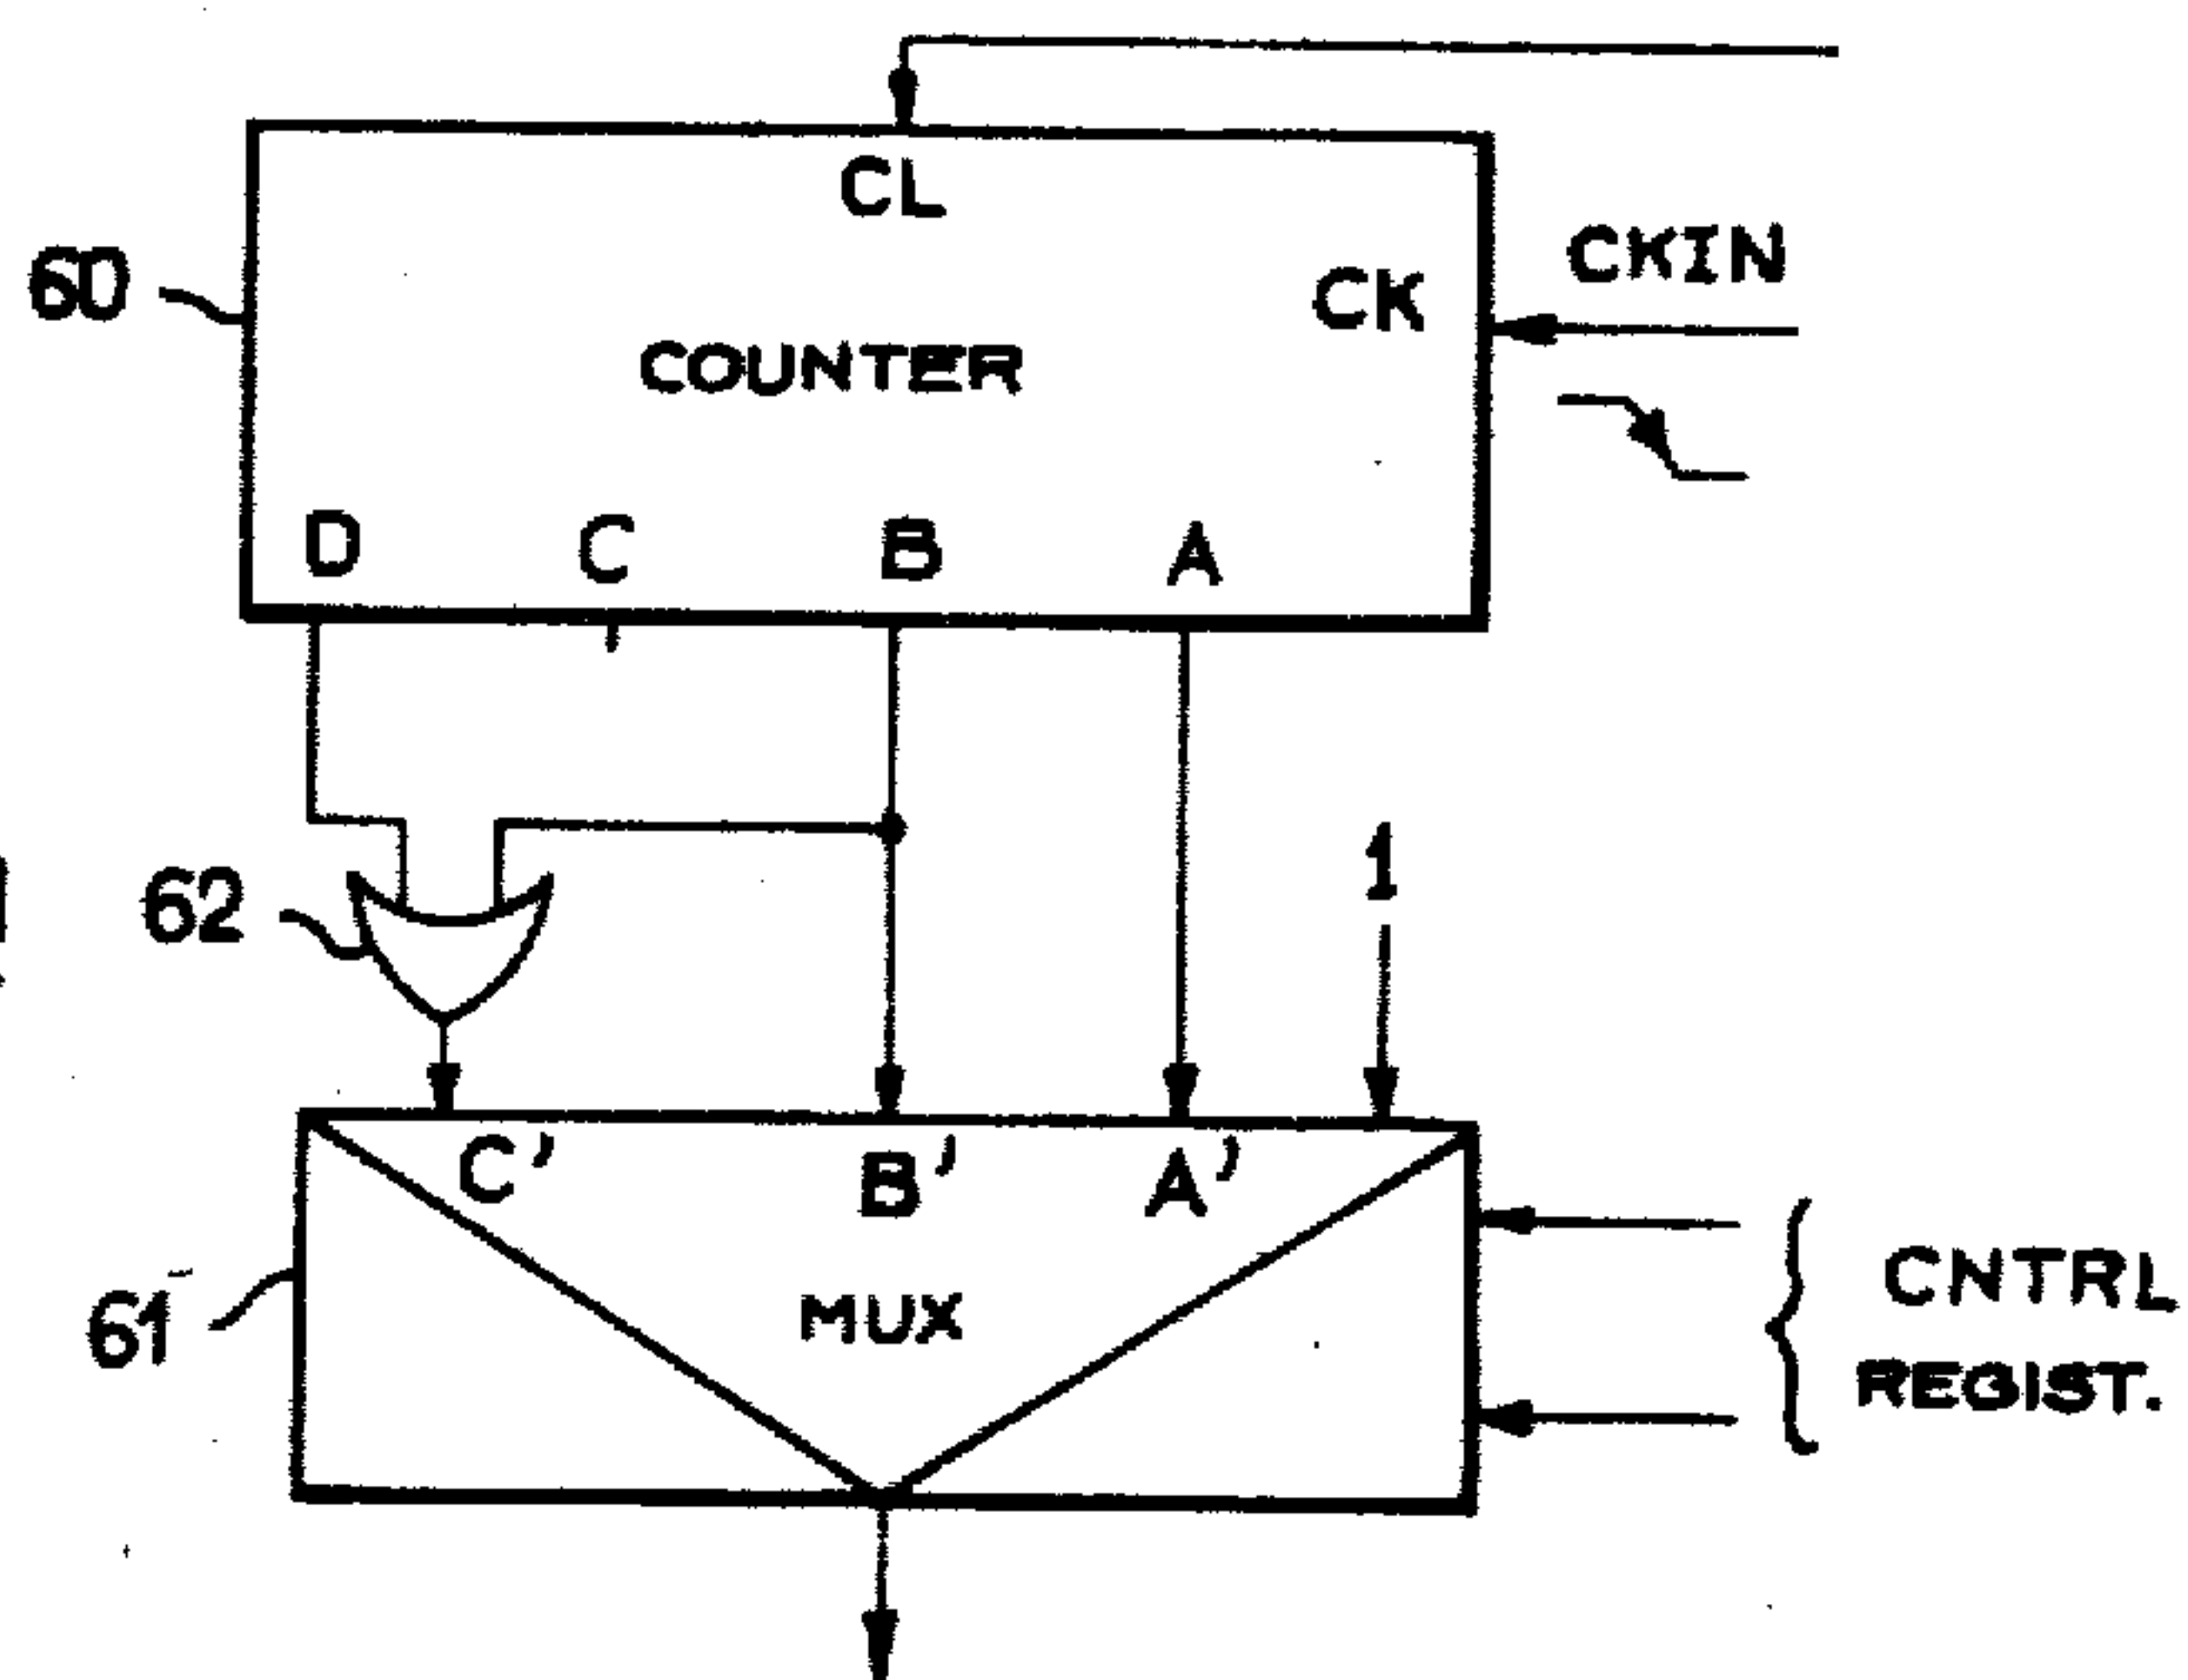 CL
60
CKIN
CK
COUNTER
D C B A
1
62
C' B' A'
61
MUX
CNTRL
REGIST.